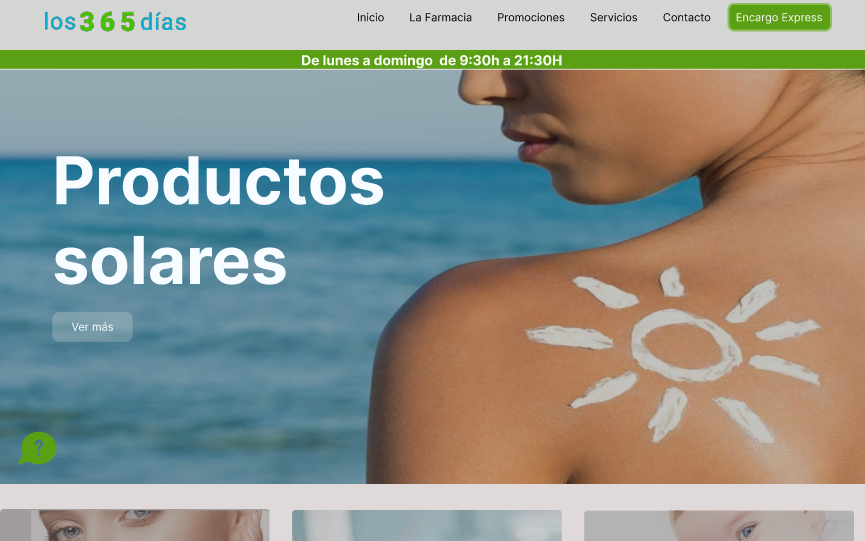 los365días
Inicio La Farmacia Promociones Servicios Contacto Encargo Express
De lunes a domingo de 9:30h a 21:30H
Productos
solares
Ver más
?